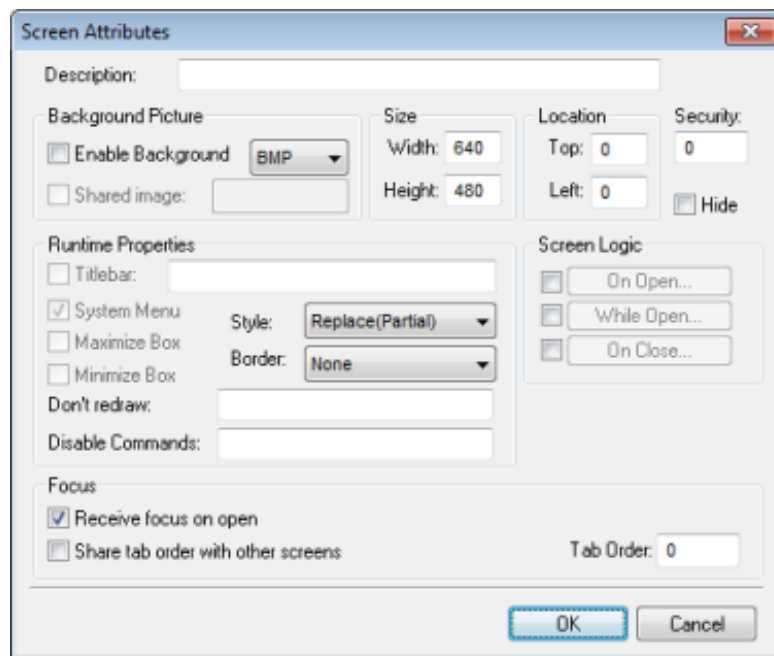 Screen Attributes
Description:
Background Picture
Enable Background
BMP
Shared image:
Size
Width: 640
Height: 480
Location
Top: 0
Left: 0
Security:
0
Hide
Runtime Properties
Titlebar:
System Menu
Maximize Box
Minimize Box
Style: Replace(Partial)
Border: None
Don't redraw:
Disable Commands:
Screen Logic
On Open...
While Open...
On Close...
Focus
Receive focus on open
Share tab order with other screens
Tab Order: 0
OK
Cancel